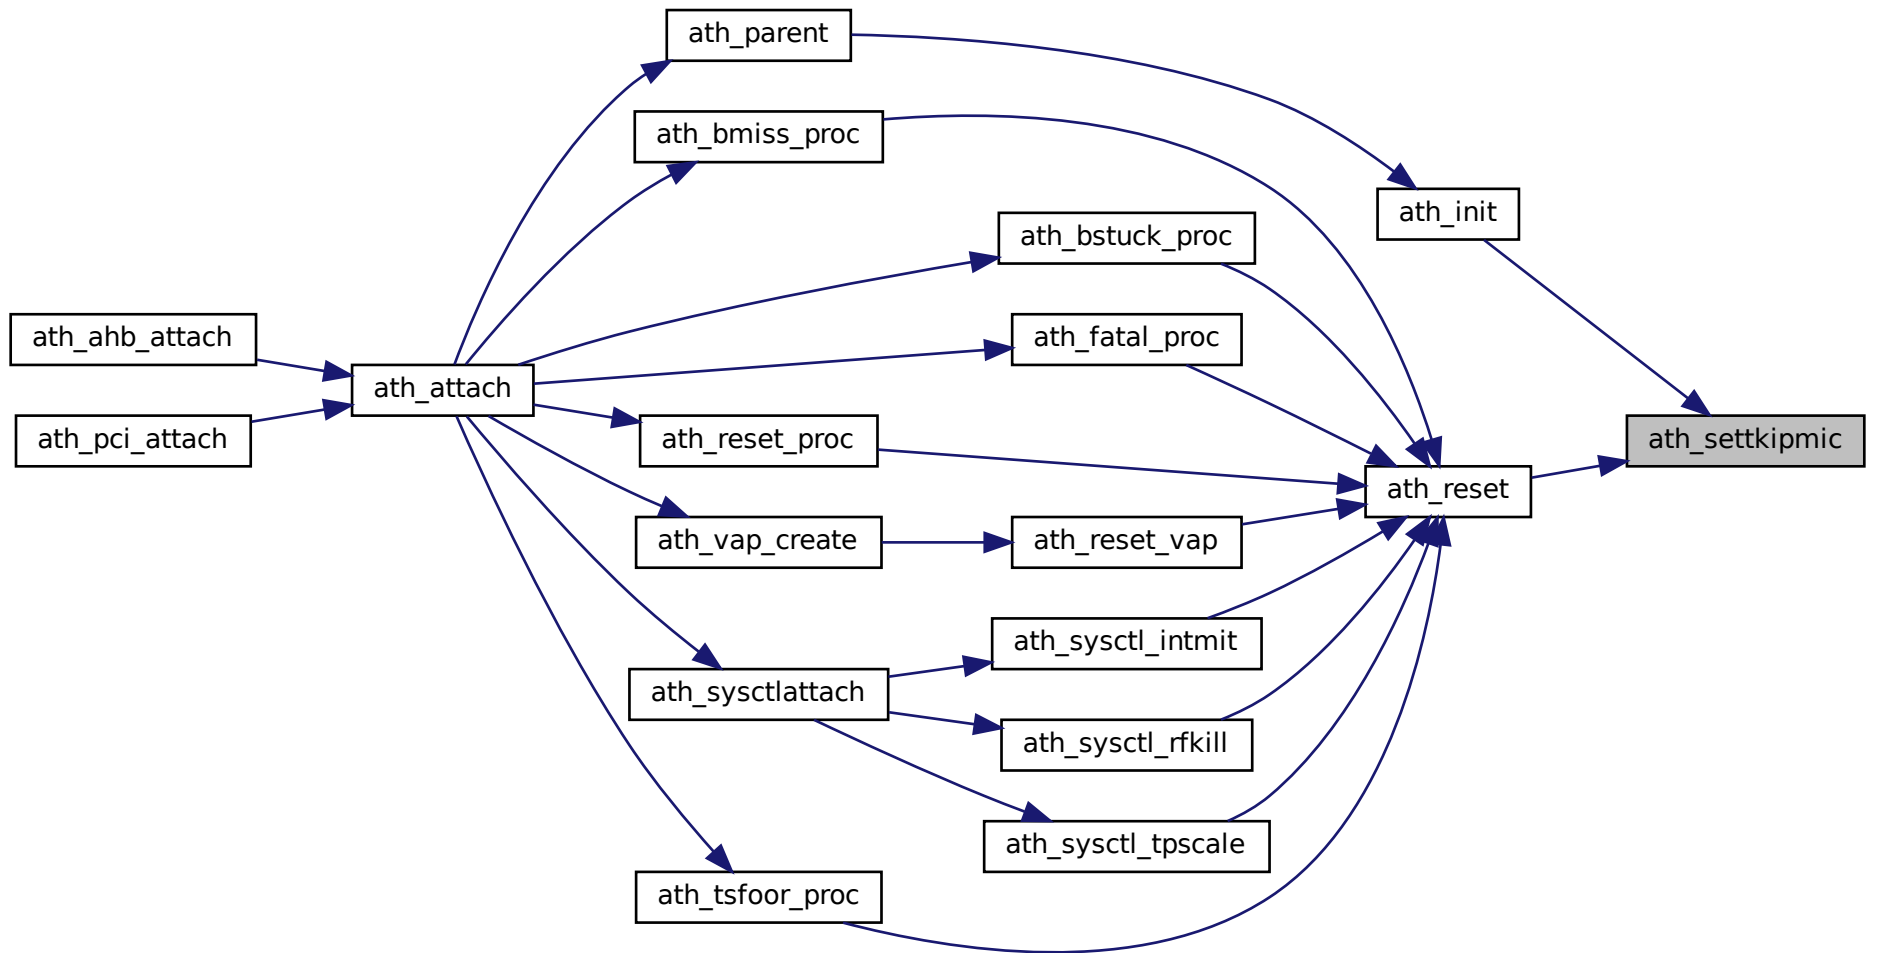 ath_parent
ath_bmiss_proc
ath_init
ath_bstuck_proc
ath_ahb_attach
ath_fatal_proc
ath_attach
ath_pci_attach
ath_reset_proc
ath_settkipmic
ath_reset
ath_vap_create
ath_reset_vap
ath_sysctl_intmit
ath_sysctlattach
ath_sysctl_rfkill
ath_sysctl_tpscale
ath_tsfoor_proc